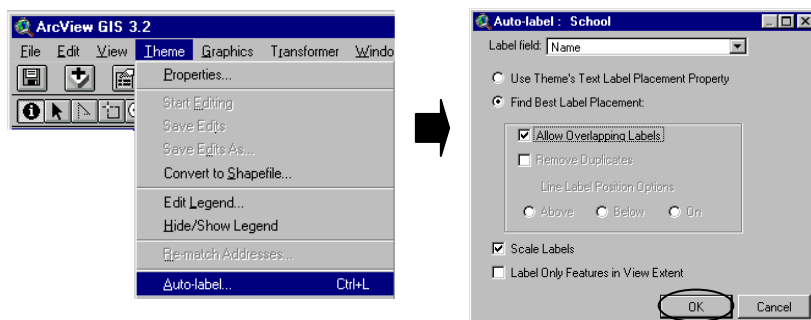 ArcView GIS 3.2
File Edit View Theme Graphics Transformer Windo
Properties...
Start Editing
Save Edits
Save Edits As...
Convert to Shapefile...
Edit Legend...
Hide/Show Legend
Re-match Addresses...
Auto-label... Ctrl+L
Auto-label : School
Label field: Name
Use Theme's Text Label Placement Property
Find Best Label Placement:
Allow Overlapping Labels
Remove Duplicates
Line Label Position Options
Above Below On
Scale Labels
Label Only Features in View Extent
OK Cancel